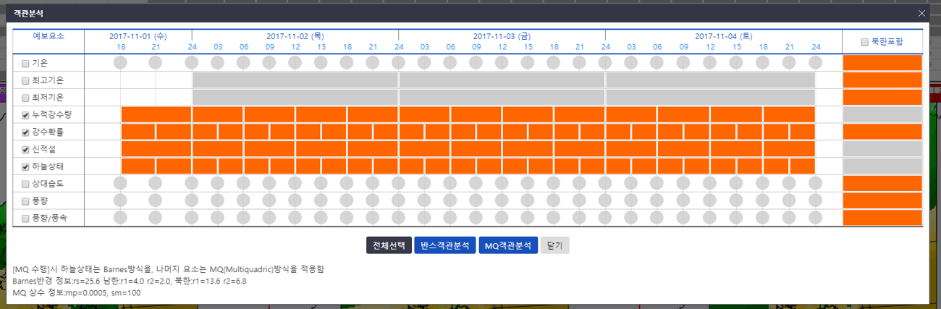 객관분석
예보요소 2017-11-01 (수) 2017-11-02 (목) 2017-11-03 (금) 2017-11-04 (토) 북한포함
18 21 24 03 06 09 12 15 18 21 24 03 06 09 12 15 18 21 24 03 06 09 12 15 18 21 24
기온
최고기온
최저기온
누적강수량
강수확률
신적설
하늘상태
상대습도
풍향
풍향/풍속
전체선택 반스객관분석 MQ객관분석 닫기
[MQ 수행]시 하늘상태는 Barnes방식을, 나머지 요소는 MQ(Multiquadric)방식을 적용함
Barnes반경 정보:rs=25.6 남한:r1=4.0 r2=2.0, 북한:r1=13.6 r2=6.8
MQ 상수 정보:mp=0.0005, sm=100